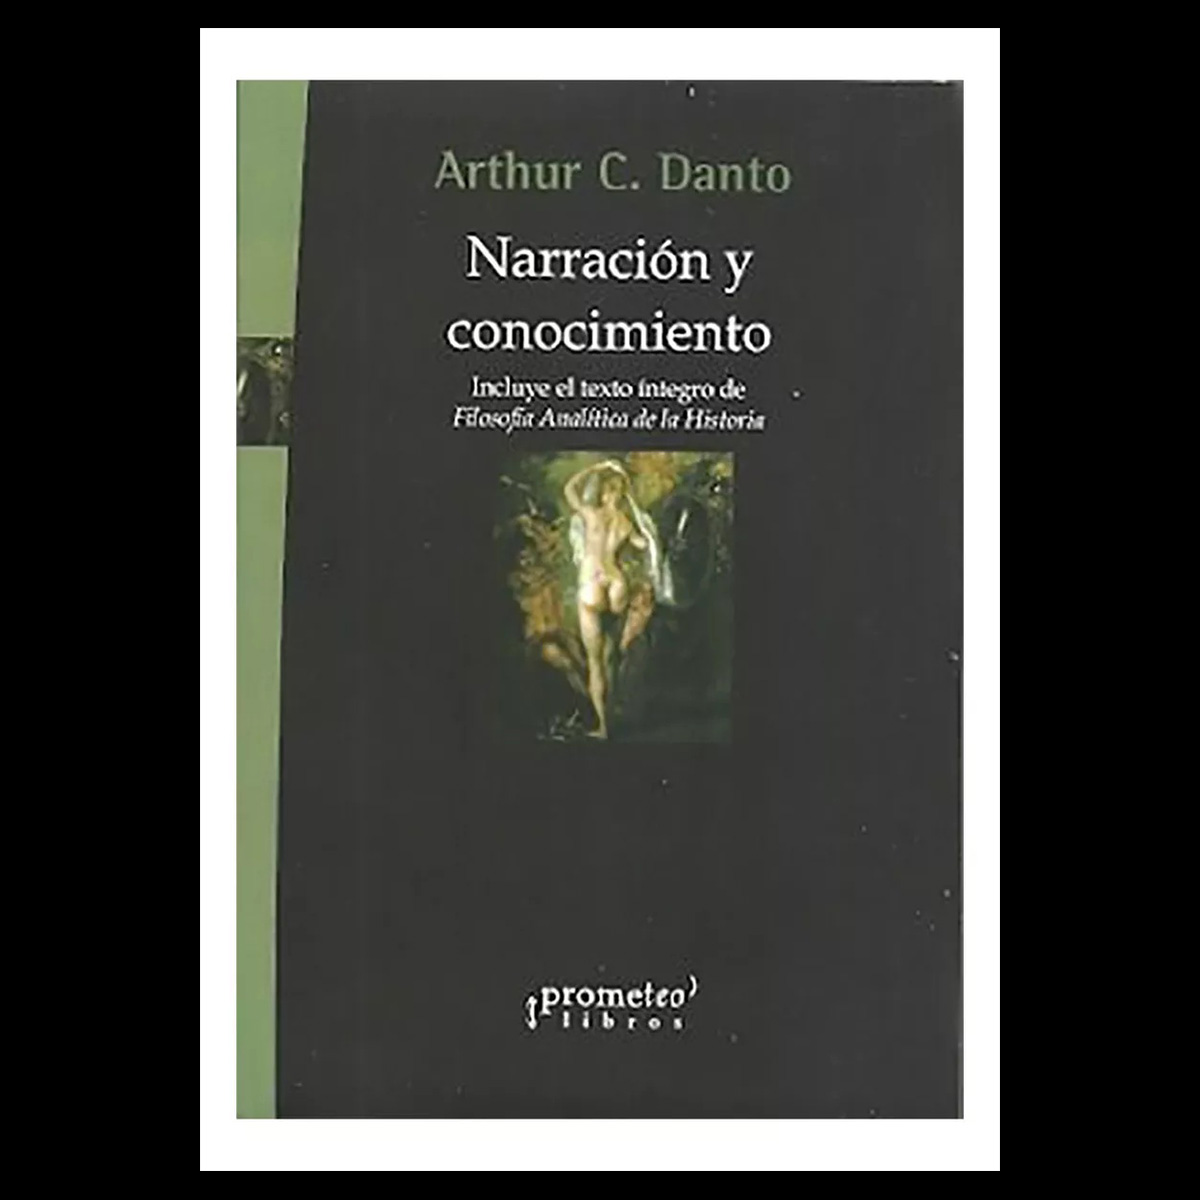 Arthur C. Danto
Narración y
conocimiento
Incluye el texto íntegro de
Filosofía Analítica de la Historia
prometeo
libros